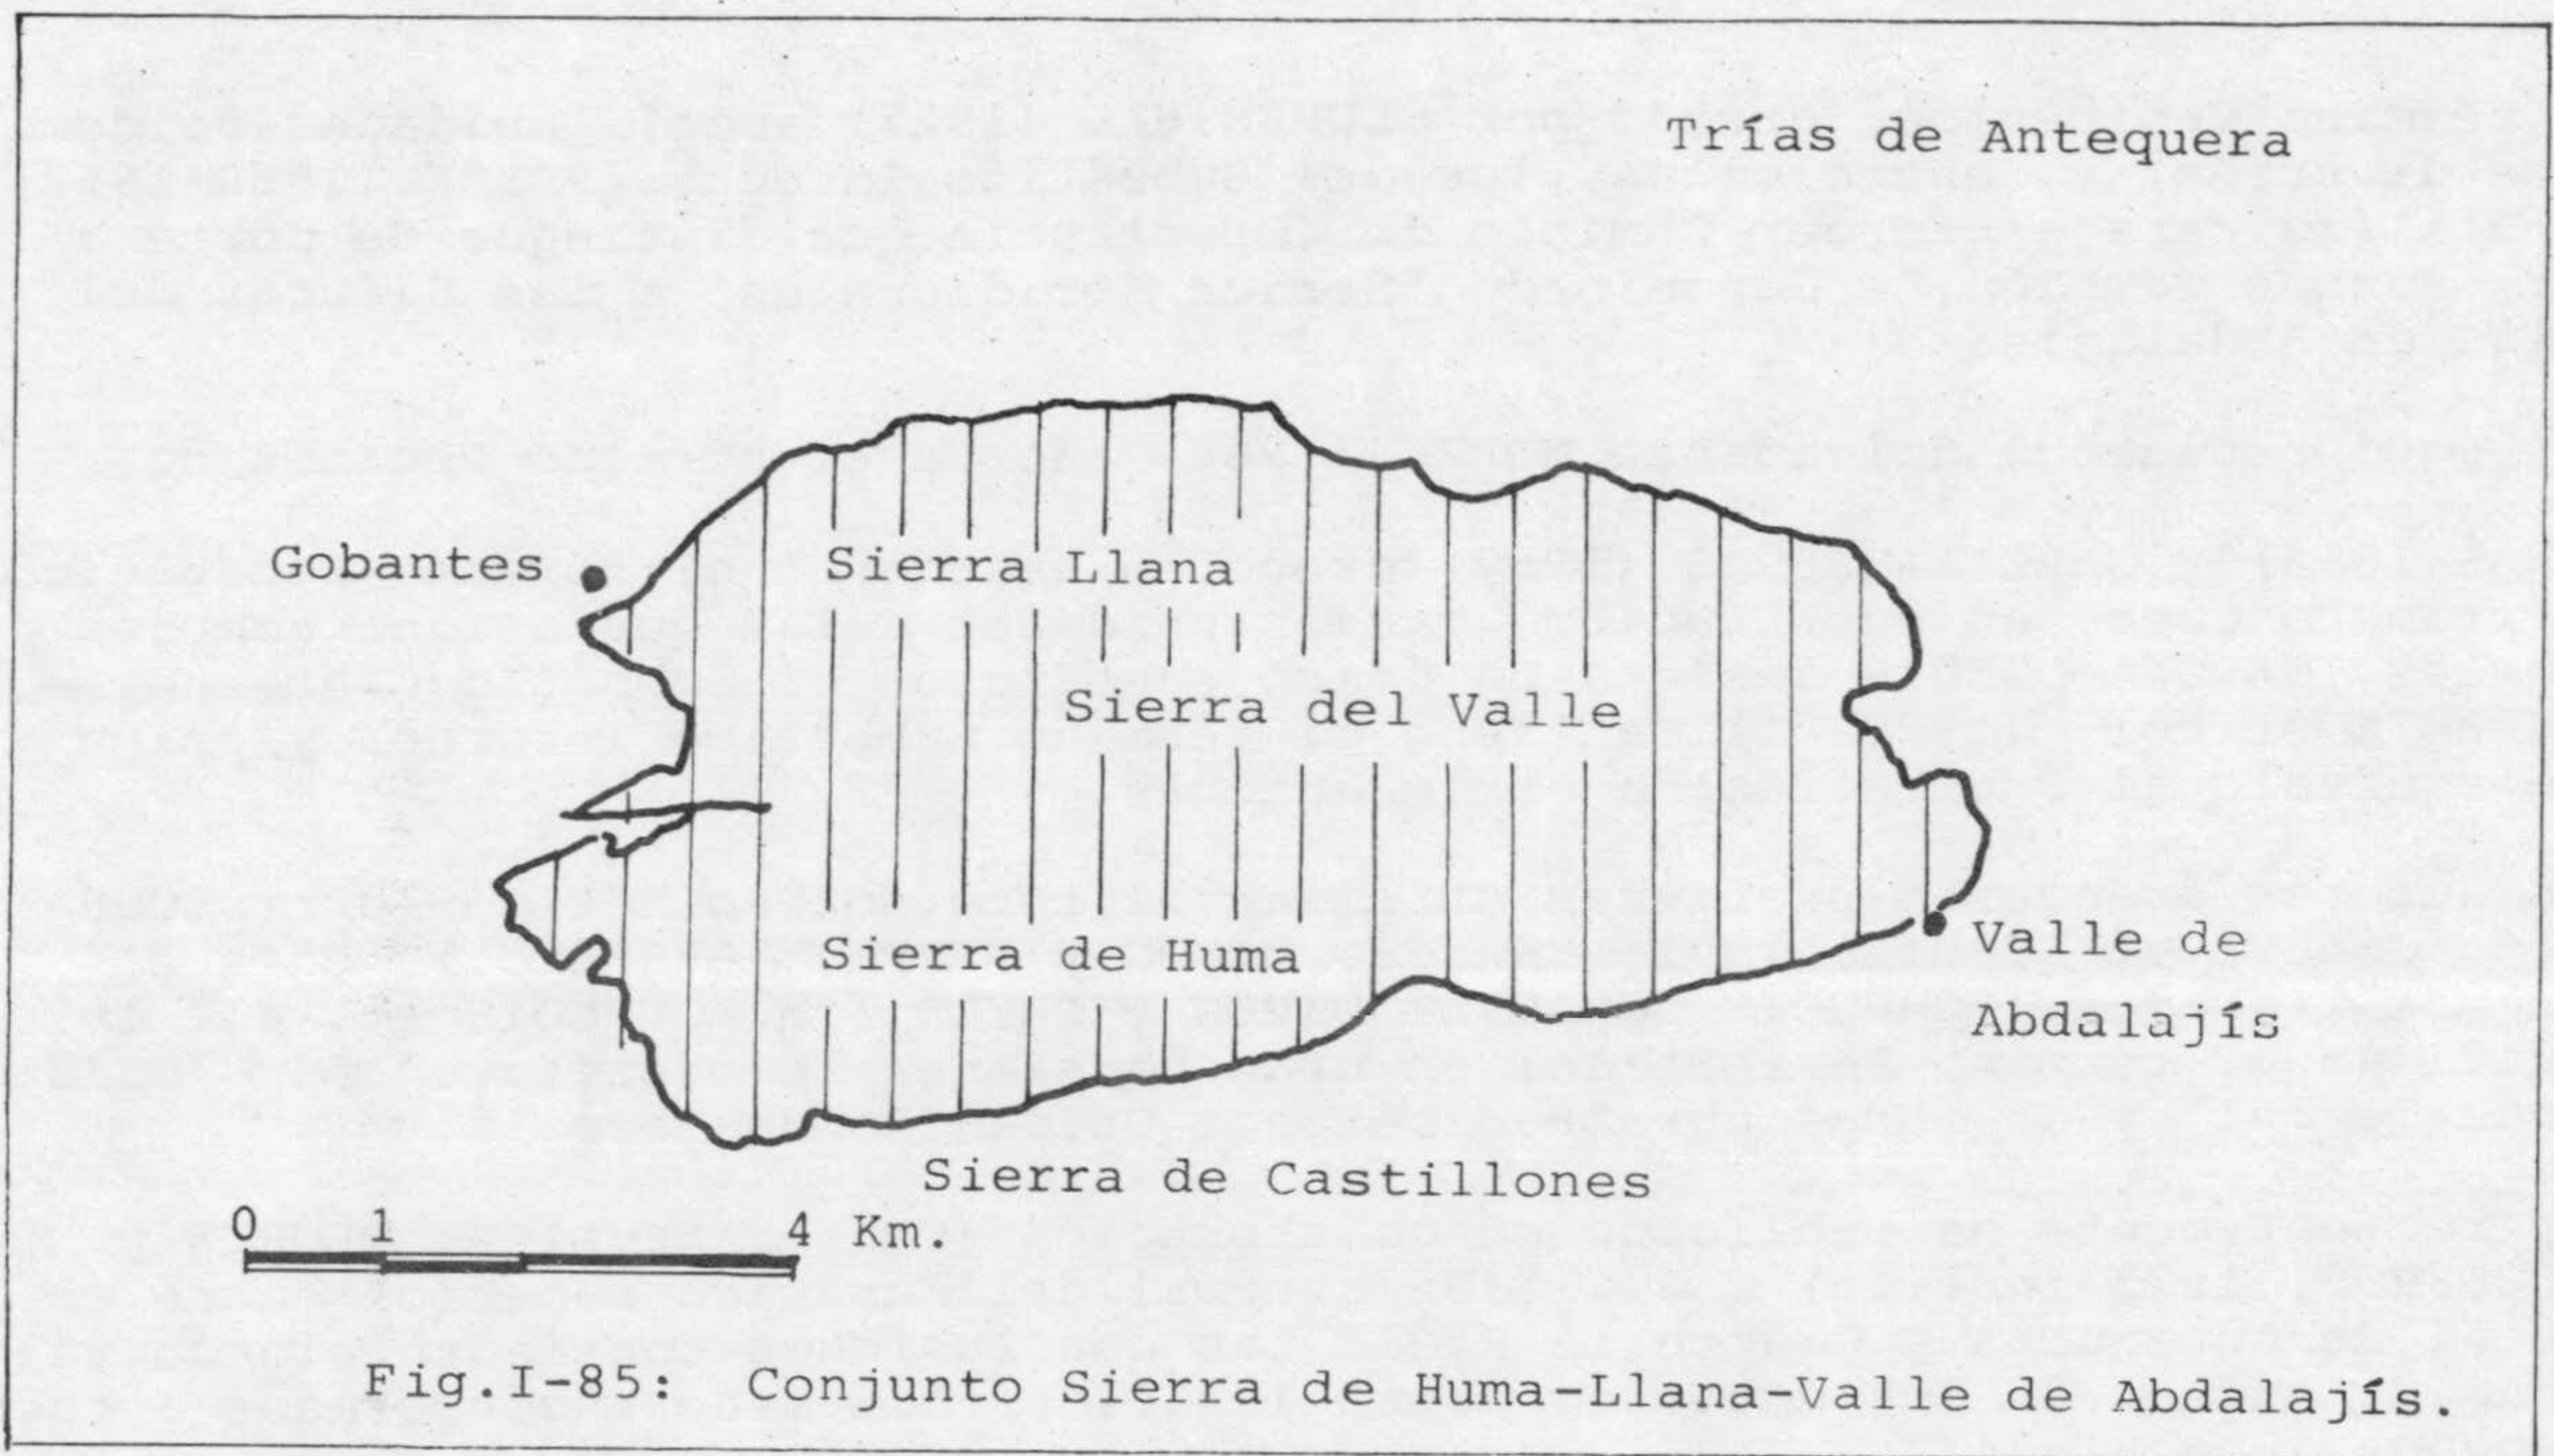 Trías de Antequera
Gobantes
Sierra Llana
Sierra del Valle
Sierra de Huma
Valle de
Abdalajís
Sierra de Castillones
0 1 4 Km.
Fig.I-85: Conjunto Sierra de Huma-Llana-Valle de Abdalajís.